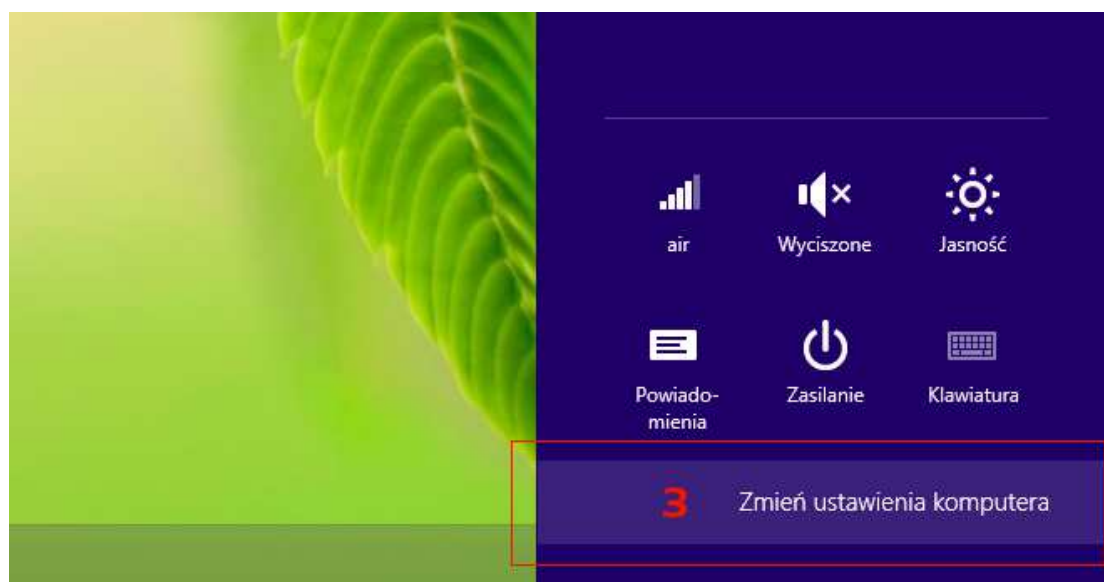 air
Wyciszone
Jasność
Powiado-
mienia
Zasilanie
Klawiatura
3
Zmień ustawienia komputera